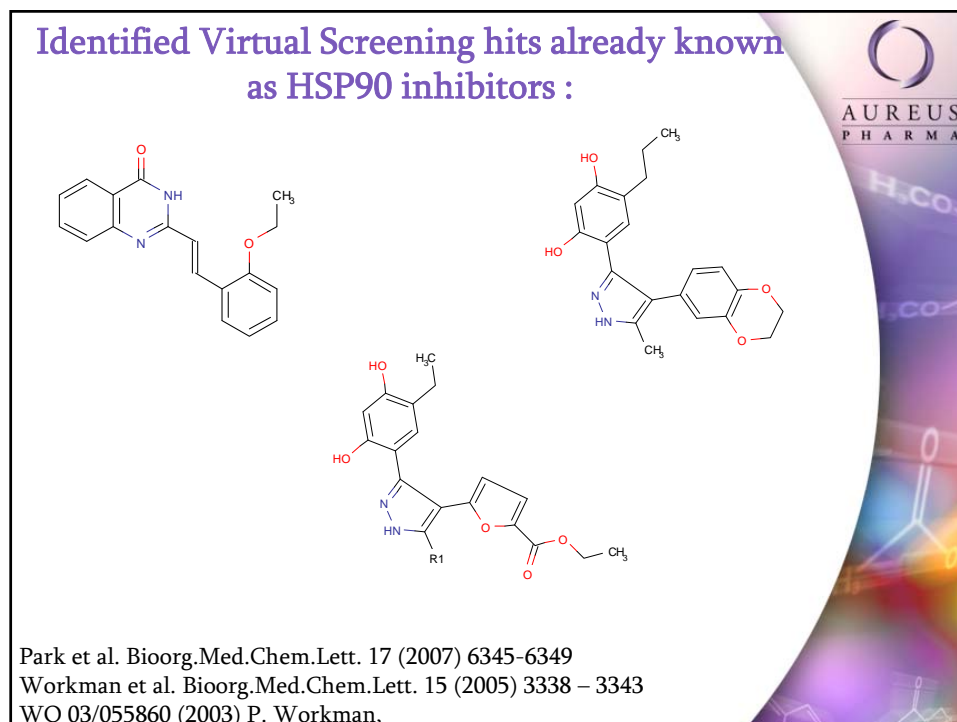 Identified Virtual Screening hits already known
as HSP90 inhibitors :
AUREUS
PHARMA
H₃CO
₃CO
O
NH
N
O
CH₃
HO
HO
CH₃
N
HN
CH₃
O
O
HO
H₃C
HO
N
HN
R1
O
O
O
CH₃
O
Park et al. Bioorg.Med.Chem.Lett. 17 (2007) 6345-6349
Workman et al. Bioorg.Med.Chem.Lett. 15 (2005) 3338 – 3343
WO 03/055860 (2003) P. Workman,